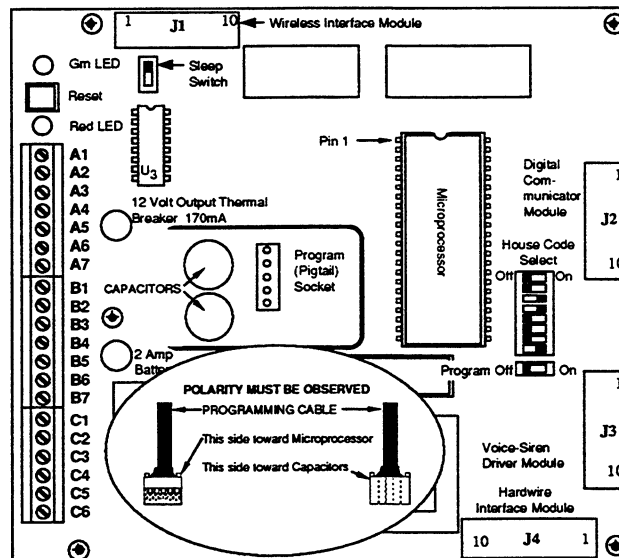 1 J1 10
Wireless Interface Module
Grn LED
Sleep
Switch
Reset
Red LED
Pin 1
U3
Microprocessor
A1
A2
A3
A4
A5
A6
A7
12 Volt Output Thermal
Breaker 170mA
Program
(Pigtail)
Socket
CAPACITORS
B1
B2
B3
B4
B5
B6
B7
2 Amp
C1
C2
C3
C4
C5
C6
Digital
Com-
municator
Module
1
J2
10
House Code
Select
Off On
Program Off On
POLARITY MUST BE OBSERVED
PROGRAMMING CABLE
This side toward Microprocessor
This side toward Capacitors
1
J3
10
Voice-Siren
Driver Module
Hardwire
Interface Module
10 J4 1